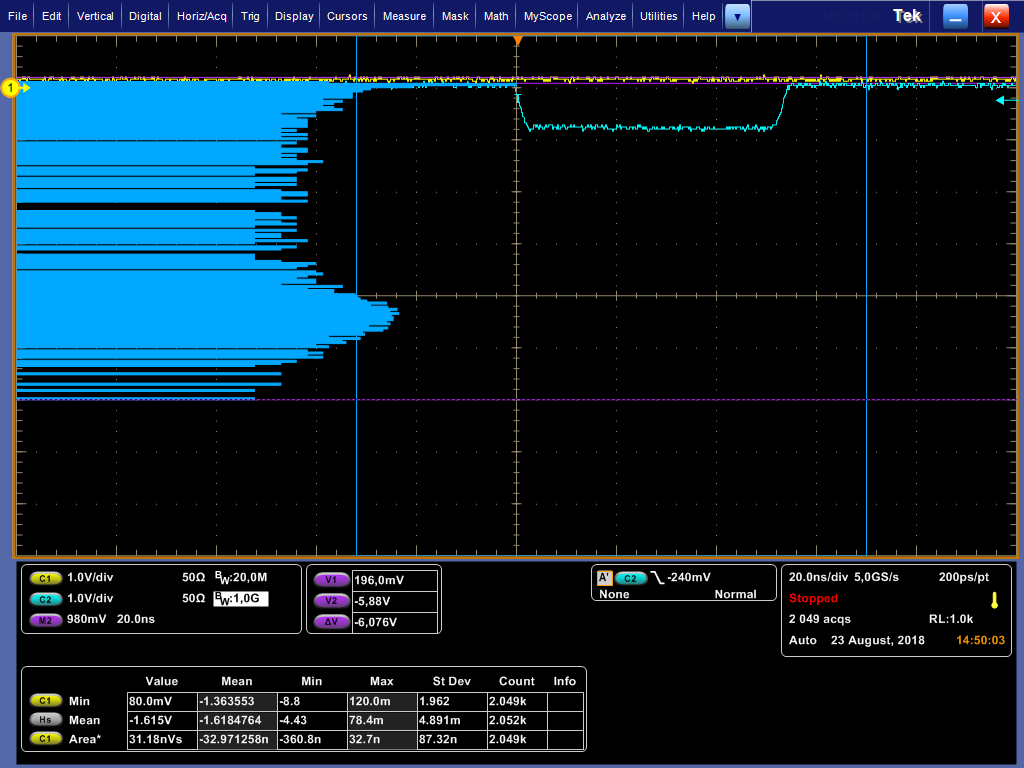 File Edit Vertical Digital Horiz/Acq Trig Display Cursors Measure Mask Math MyScope Analyze Utilities Help Tek X
1
C1 1.0V/div 50Ω BW:20,0M
C2 1.0V/div 50Ω BW:1,0G
M2 980mV 20.0ns
V1 196,0mV
V2 -5,88V
ΔV -6,076V
A' C2 -240mV
None Normal
20.0ns/div 5,0GS/s 200ps/pt
Stopped
2 049 acqs RL:1.0k
Auto 23 August, 2018 14:50:03
Value Mean Min Max St Dev Count Info
C1 Min 80.0mV -1.363553 -8.8 120.0m 1.962 2.049k
Hs Mean -1.615V -1.6184764 -4.43 78.4m 4.891m 2.052k
C1 Area* 31.18nVs -32.971258n -360.8n 32.7n 87.32n 2.049k